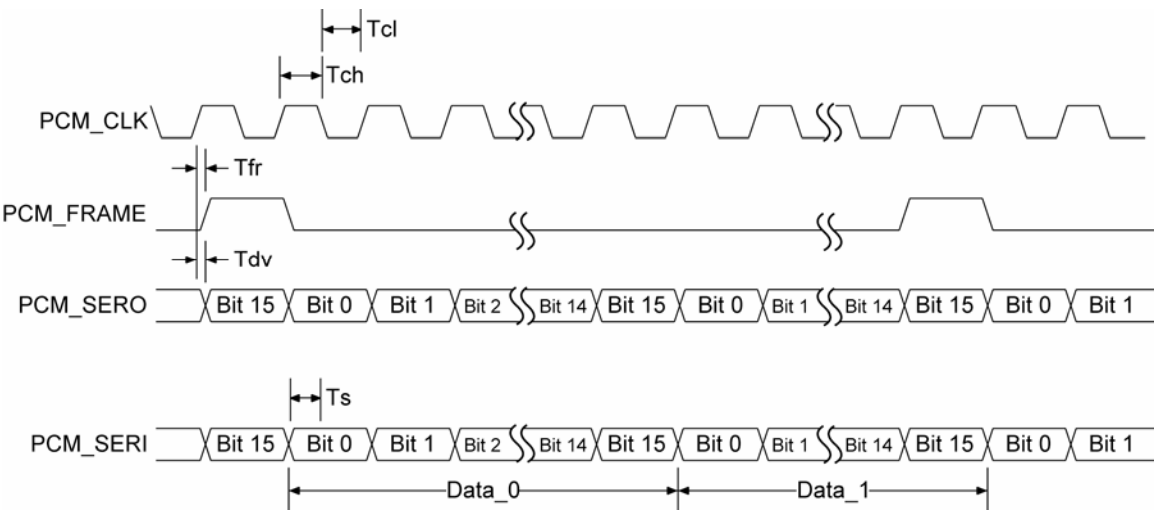 Tcl
Tch
PCM_CLK
Tfr
PCM_FRAME
Tdv
PCM_SERO Bit 15 Bit 0 Bit 1 Bit 2 Bit 14 Bit 15 Bit 0 Bit 1 Bit 14 Bit 15 Bit 0 Bit 1
Ts
PCM_SERI Bit 15 Bit 0 Bit 1 Bit 2 Bit 14 Bit 15 Bit 0 Bit 1 Bit 14 Bit 15 Bit 0 Bit 1
Data_0 Data_1